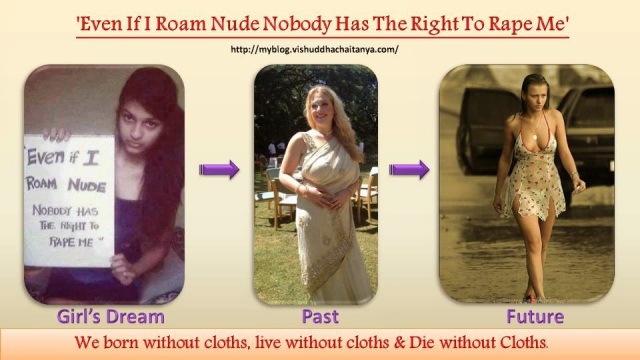 'Even If I Roam Nude Nobody Has The Right To Rape Me'
http://myblog.vishuddhachaitanya.com/
"Even if I
ROAM NUDE
NOBODY HAS
THE RIGHT TO
RAPE ME"
Girl's Dream
Past
Future
We born without cloths, live without cloths & Die without Cloths.